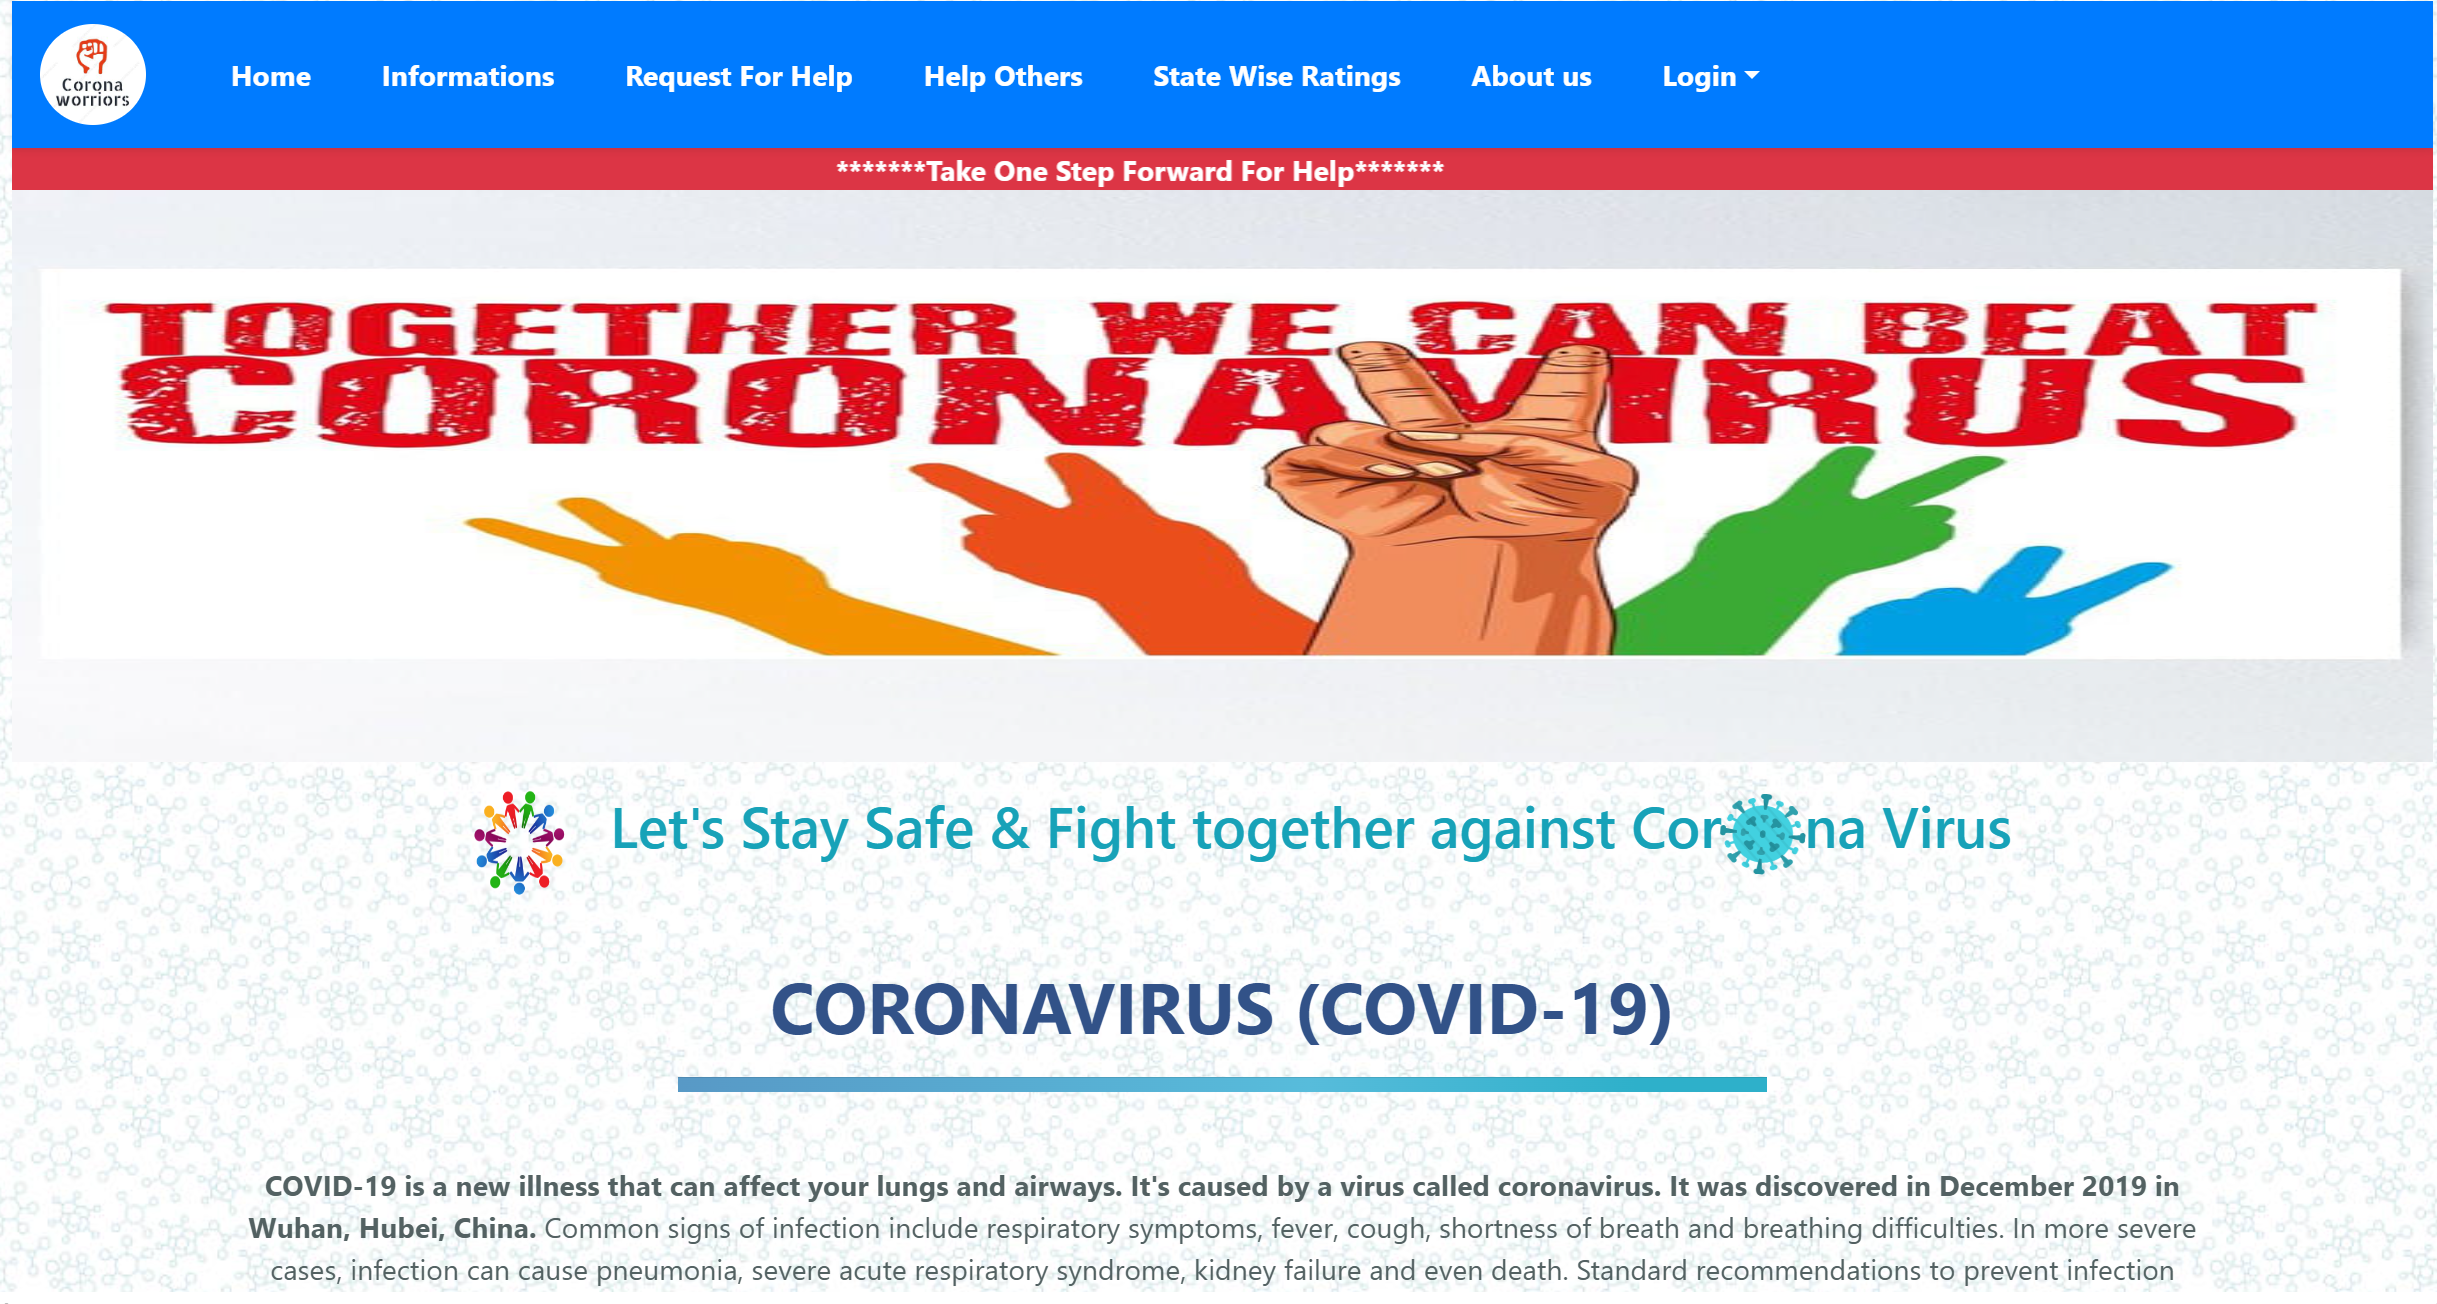 Corona
worriors
Home Informations Request For Help Help Others State Wise Ratings About us Login
*******Take One Step Forward For Help*******
TOGETHER WE CAN BEAT
CORONAVIRUS
Let's Stay Safe & Fight together against Cor na Virus
CORONAVIRUS (COVID-19)
COVID-19 is a new illness that can affect your lungs and airways. It's caused by a virus called coronavirus. It was discovered in December 2019 in
Wuhan, Hubei, China. Common signs of infection include respiratory symptoms, fever, cough, shortness of breath and breathing difficulties. In more severe
cases, infection can cause pneumonia, severe acute respiratory syndrome, kidney failure and even death. Standard recommendations to prevent infection